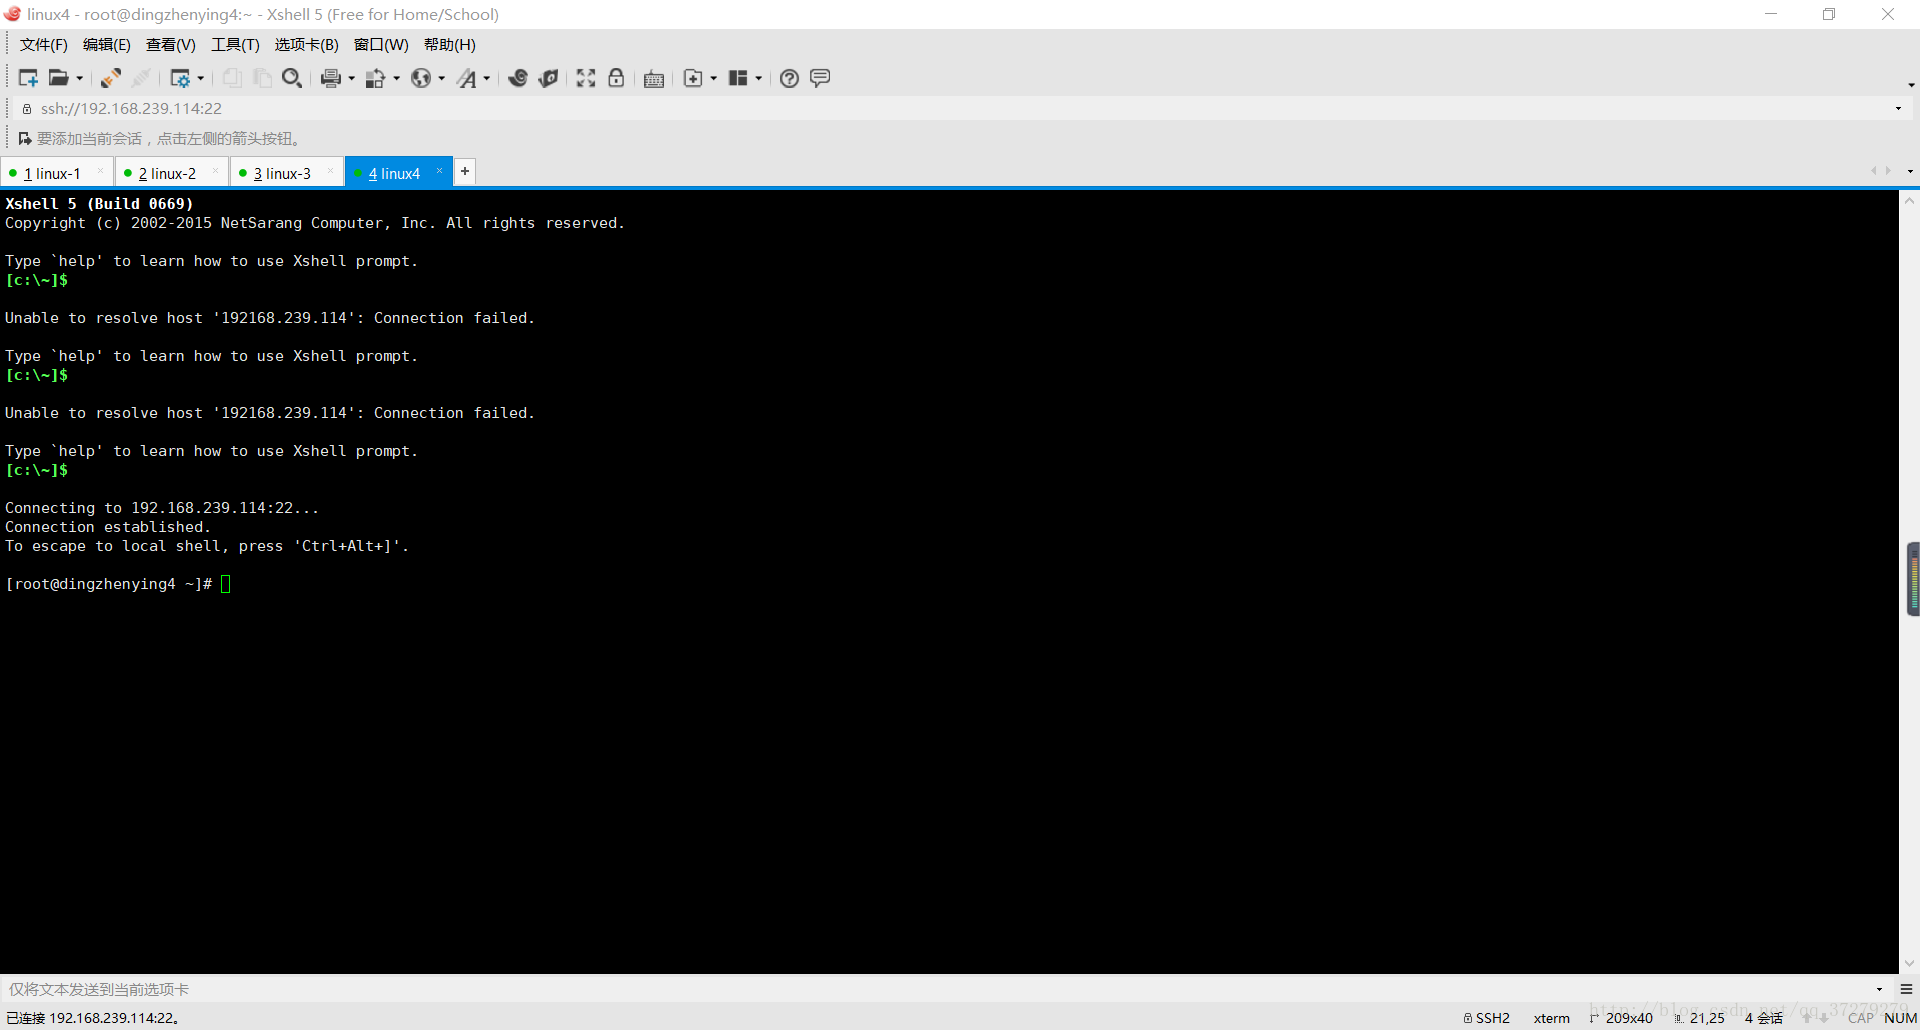 linux4 - root@dingzhenying4:~ - Xshell 5 (Free for Home/School)
文件(F) 编辑(E) 查看(V) 工具(T) 选项卡(B) 窗口(W) 帮助(H)
ssh://192.168.239.114:22
要添加当前会话，点击左侧的箭头按钮。
1 linux-1 × 2 linux-2 × 3 linux-3 × 4 linux4 × +
Xshell 5 (Build 0669)
Copyright (c) 2002-2015 NetSarang Computer, Inc. All rights reserved.
Type `help' to learn how to use Xshell prompt.
[c:\~]$
Unable to resolve host '192168.239.114': Connection failed.
Type `help' to learn how to use Xshell prompt.
[c:\~]$
Unable to resolve host '192168.239.114': Connection failed.
Type `help' to learn how to use Xshell prompt.
[c:\~]$
Connecting to 192.168.239.114:22...
Connection established.
To escape to local shell, press 'Ctrl+Alt+]'.
[root@dingzhenying4 ~]#
仅将文本发送到当前选项卡
http://blog.csdn.net/qq_37279279
已连接 192.168.239.114:22。 SSH2 xterm 209x40 21,25 4 会话 CAP NUM